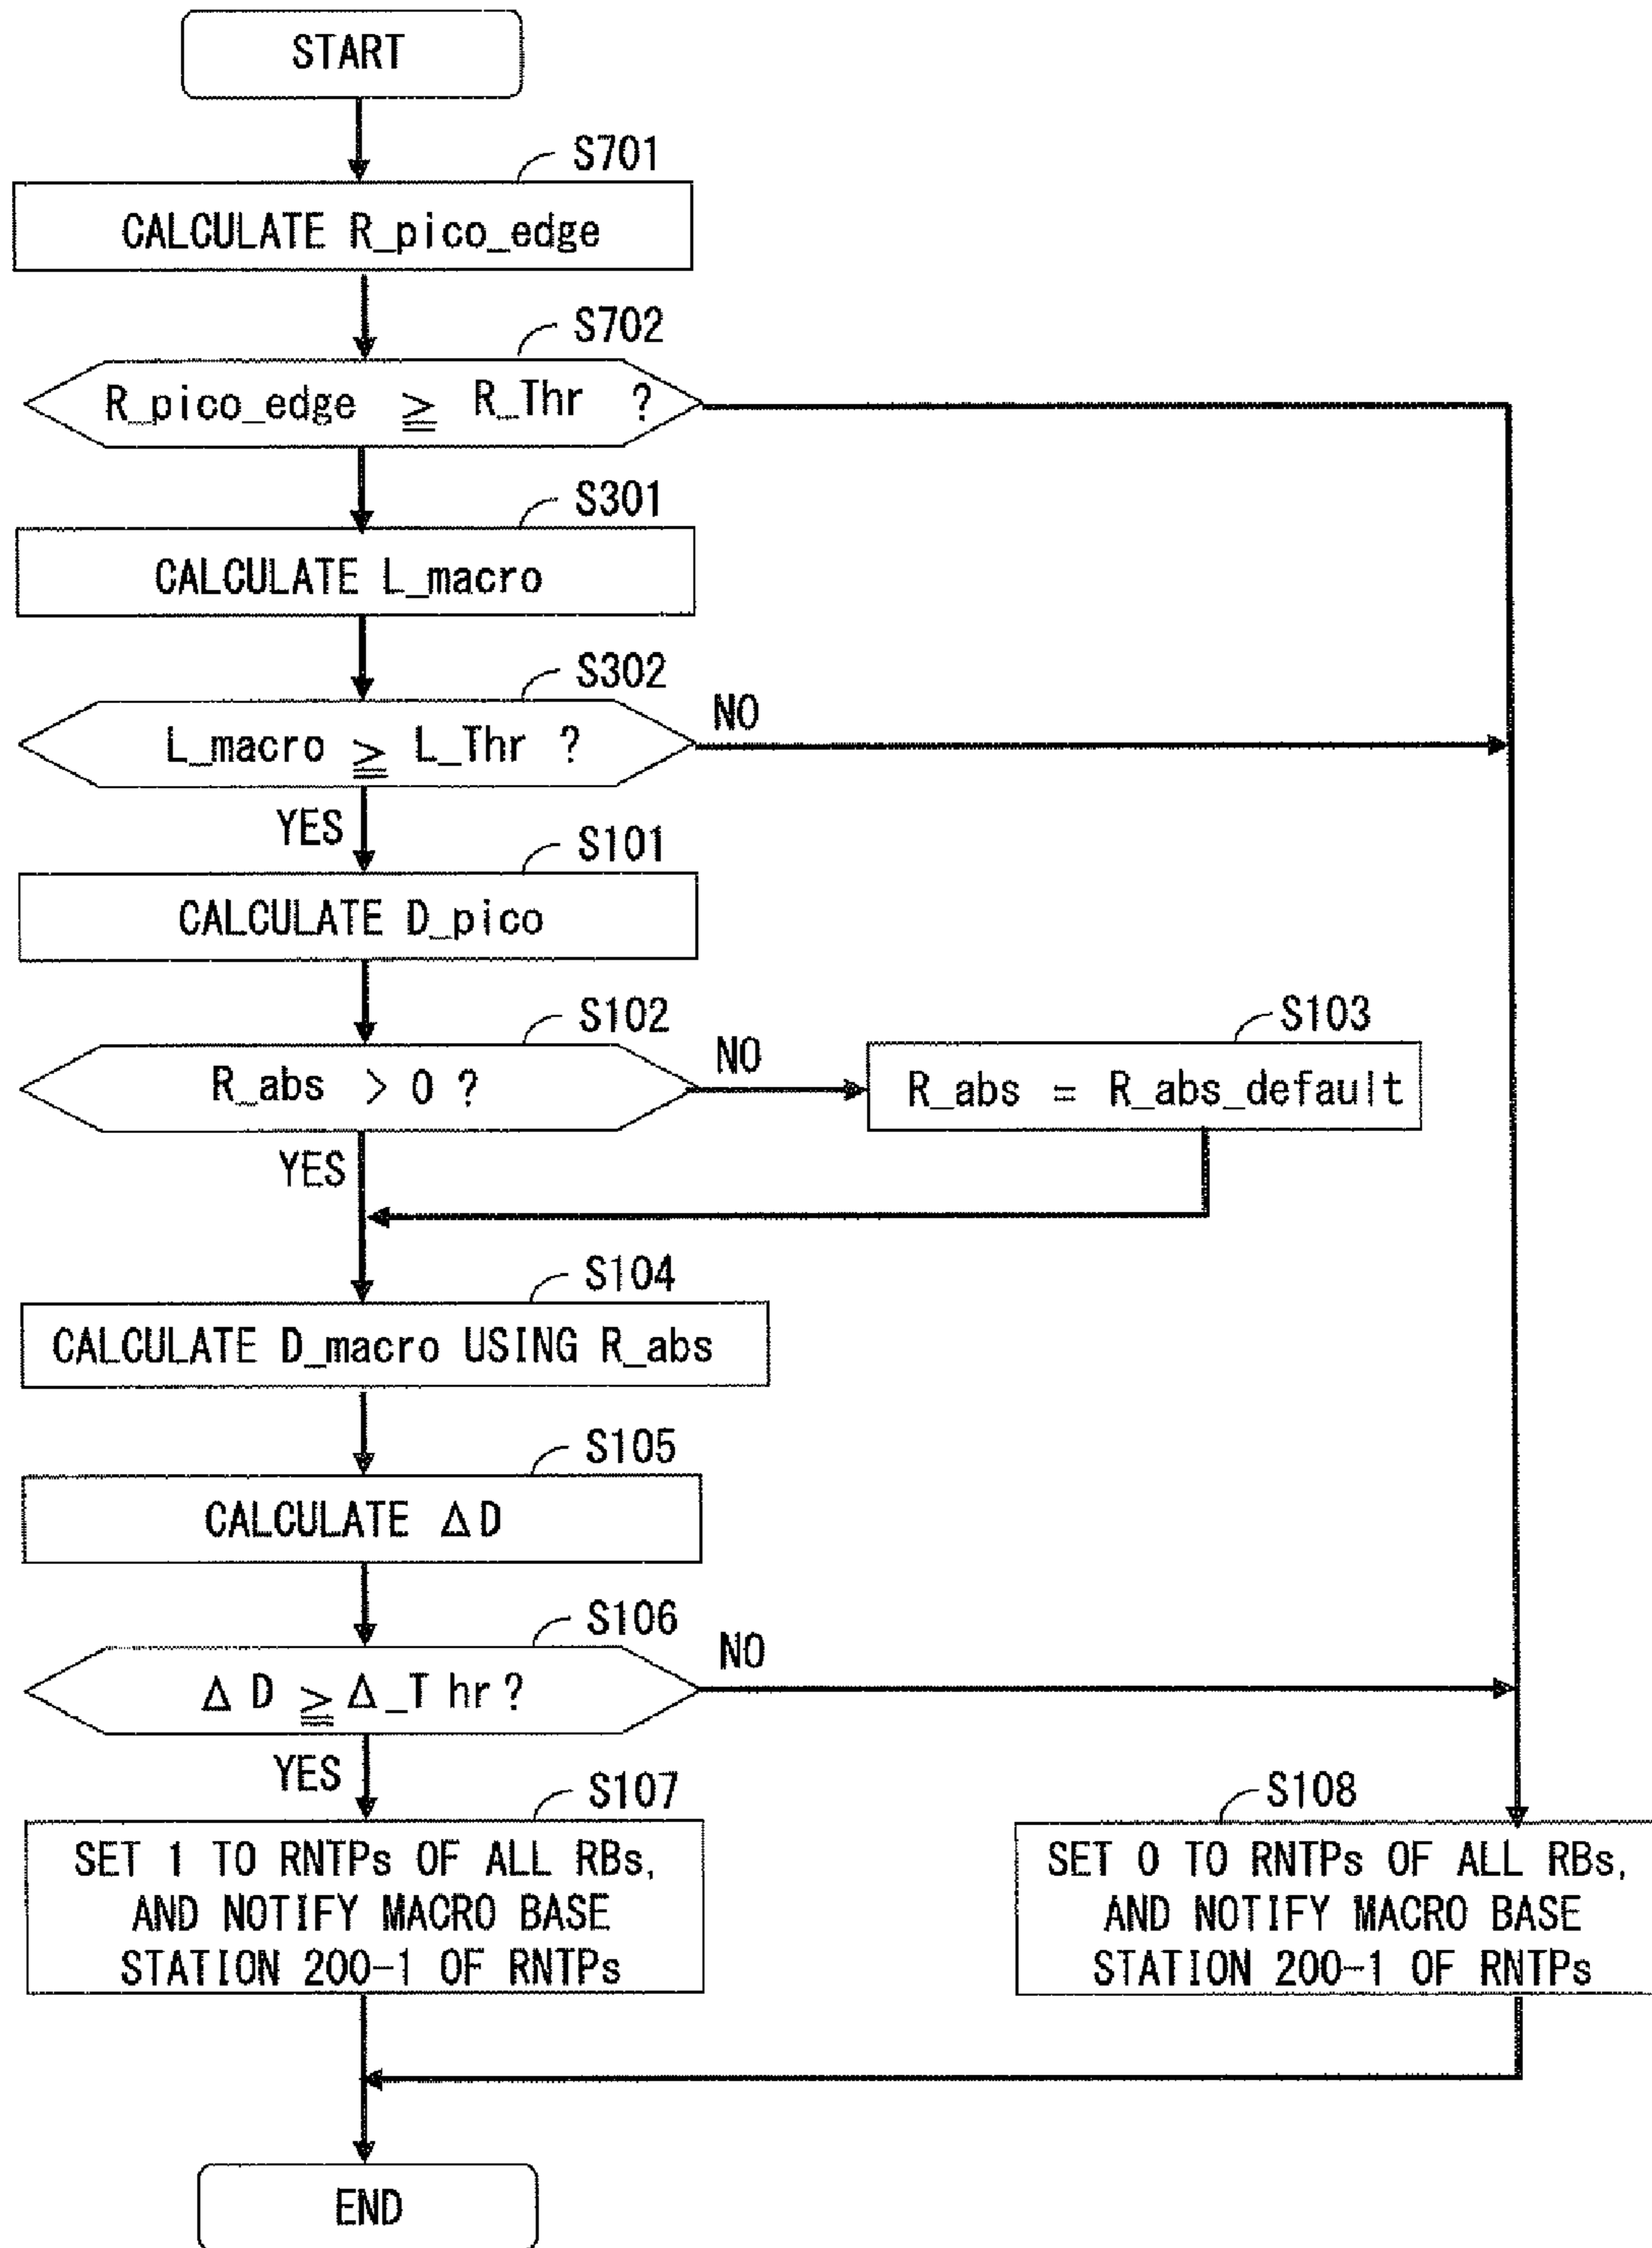 START
S701
CALCULATE R_pico_edge
S702
R_pico_edge ≧ R_Thr ?
S301
CALCULATE L_macro
S302
L_macro ≧ L_Thr ?
NO
YES
S101
CALCULATE D_pico
S102
R_abs > 0 ?
NO
S103
R_abs = R_abs_default
YES
S104
CALCULATE D_macro USING R_abs
S105
CALCULATE Δ D
S106
Δ D ≧ Δ_T hr ?
NO
YES
S107
SET 1 TO RNTPs OF ALL RBs,
AND NOTIFY MACRO BASE
STATION 200-1 OF RNTPs
S108
SET 0 TO RNTPs OF ALL RBs,
AND NOTIFY MACRO BASE
STATION 200-1 OF RNTPs
END